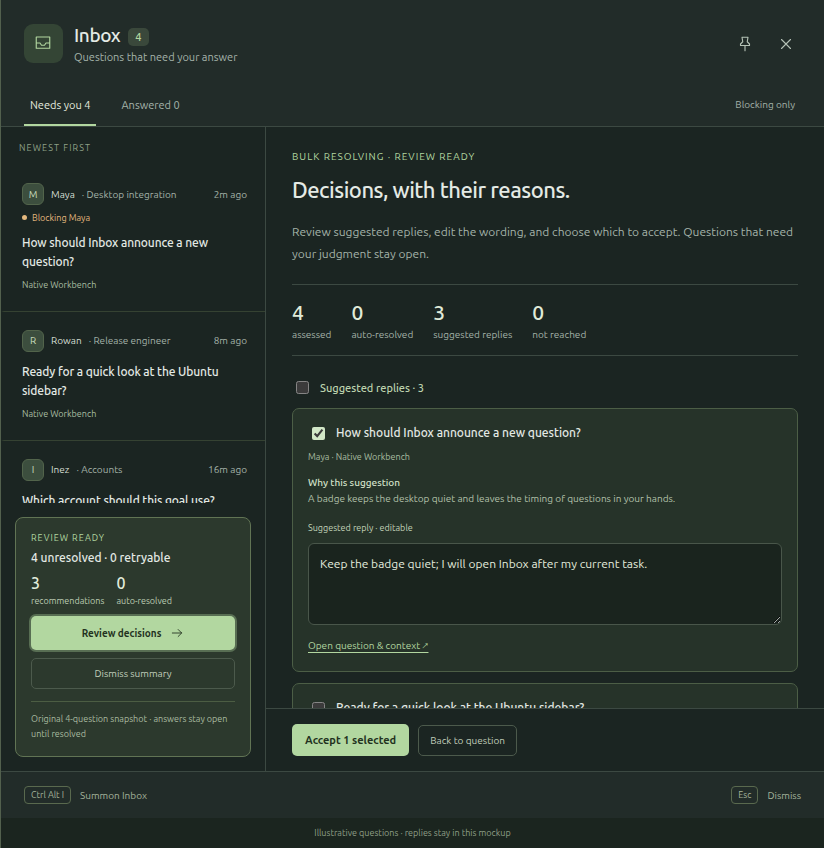 Inbox 4
Questions that need your answer
Needs you 4
Answered 0
Blocking only
NEWEST FIRST
M Maya · Desktop integration 2m ago
Blocking Maya
How should Inbox announce a new
question?
Native Workbench
R Rowan · Release engineer 8m ago
Ready for a quick look at the Ubuntu
sidebar?
Native Workbench
I Inez · Accounts 16m ago
Which account should this goal use?
REVIEW READY
4 unresolved · 0 retryable
3 0
recommendations auto-resolved
Review decisions →
Dismiss summary
Original 4-question snapshot · answers stay open
until resolved
BULK RESOLVING · REVIEW READY
Decisions, with their reasons.
Review suggested replies, edit the wording, and choose which to accept. Questions that need
your judgment stay open.
4 0 3 0
assessed auto-resolved suggested replies not reached
Suggested replies · 3
How should Inbox announce a new question?
Maya · Native Workbench
Why this suggestion
A badge keeps the desktop quiet and leaves the timing of questions in your hands.
Suggested reply · editable
Keep the badge quiet; I will open Inbox after my current task.
Open question & context ↗
Ready for a quick look at the Ubuntu sidebar?
Accept 1 selected
Back to question
Ctrl Alt I Summon Inbox
Esc Dismiss
Illustrative questions · replies stay in this mockup